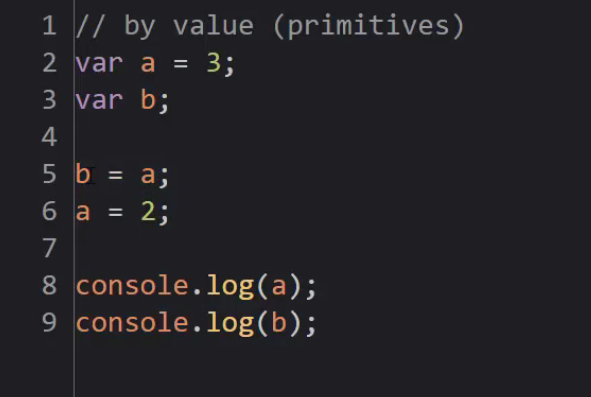 1 // by value (primitives)
2 var a = 3;
3 var b;
4
5 b = a;
6 a = 2;
7
8 console.log(a);
9 console.log(b);